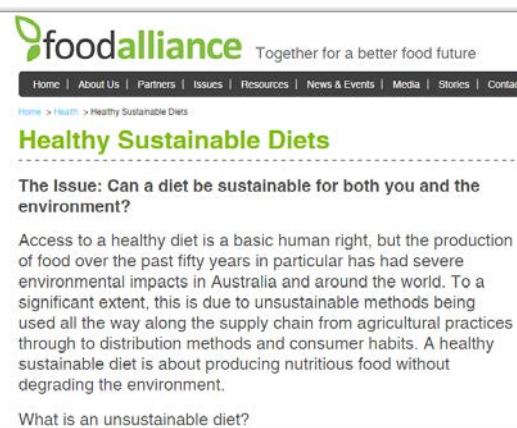 foodalliance Together for a better food future
Home | About Us | Partners | Issues | Resources | News & Events | Media | Stories | Contac
Home > Health > Healthy Sustainable Diets
Healthy Sustainable Diets
The Issue: Can a diet be sustainable for both you and the
environment?
Access to a healthy diet is a basic human right, but the production
of food over the past fifty years in particular has had severe
environmental impacts in Australia and around the world. To a
significant extent, this is due to unsustainable methods being
used all the way along the supply chain from agricultural practices
through to distribution methods and consumer habits. A healthy
sustainable diet is about producing nutritious food without
degrading the environment.
What is an unsustainable diet?